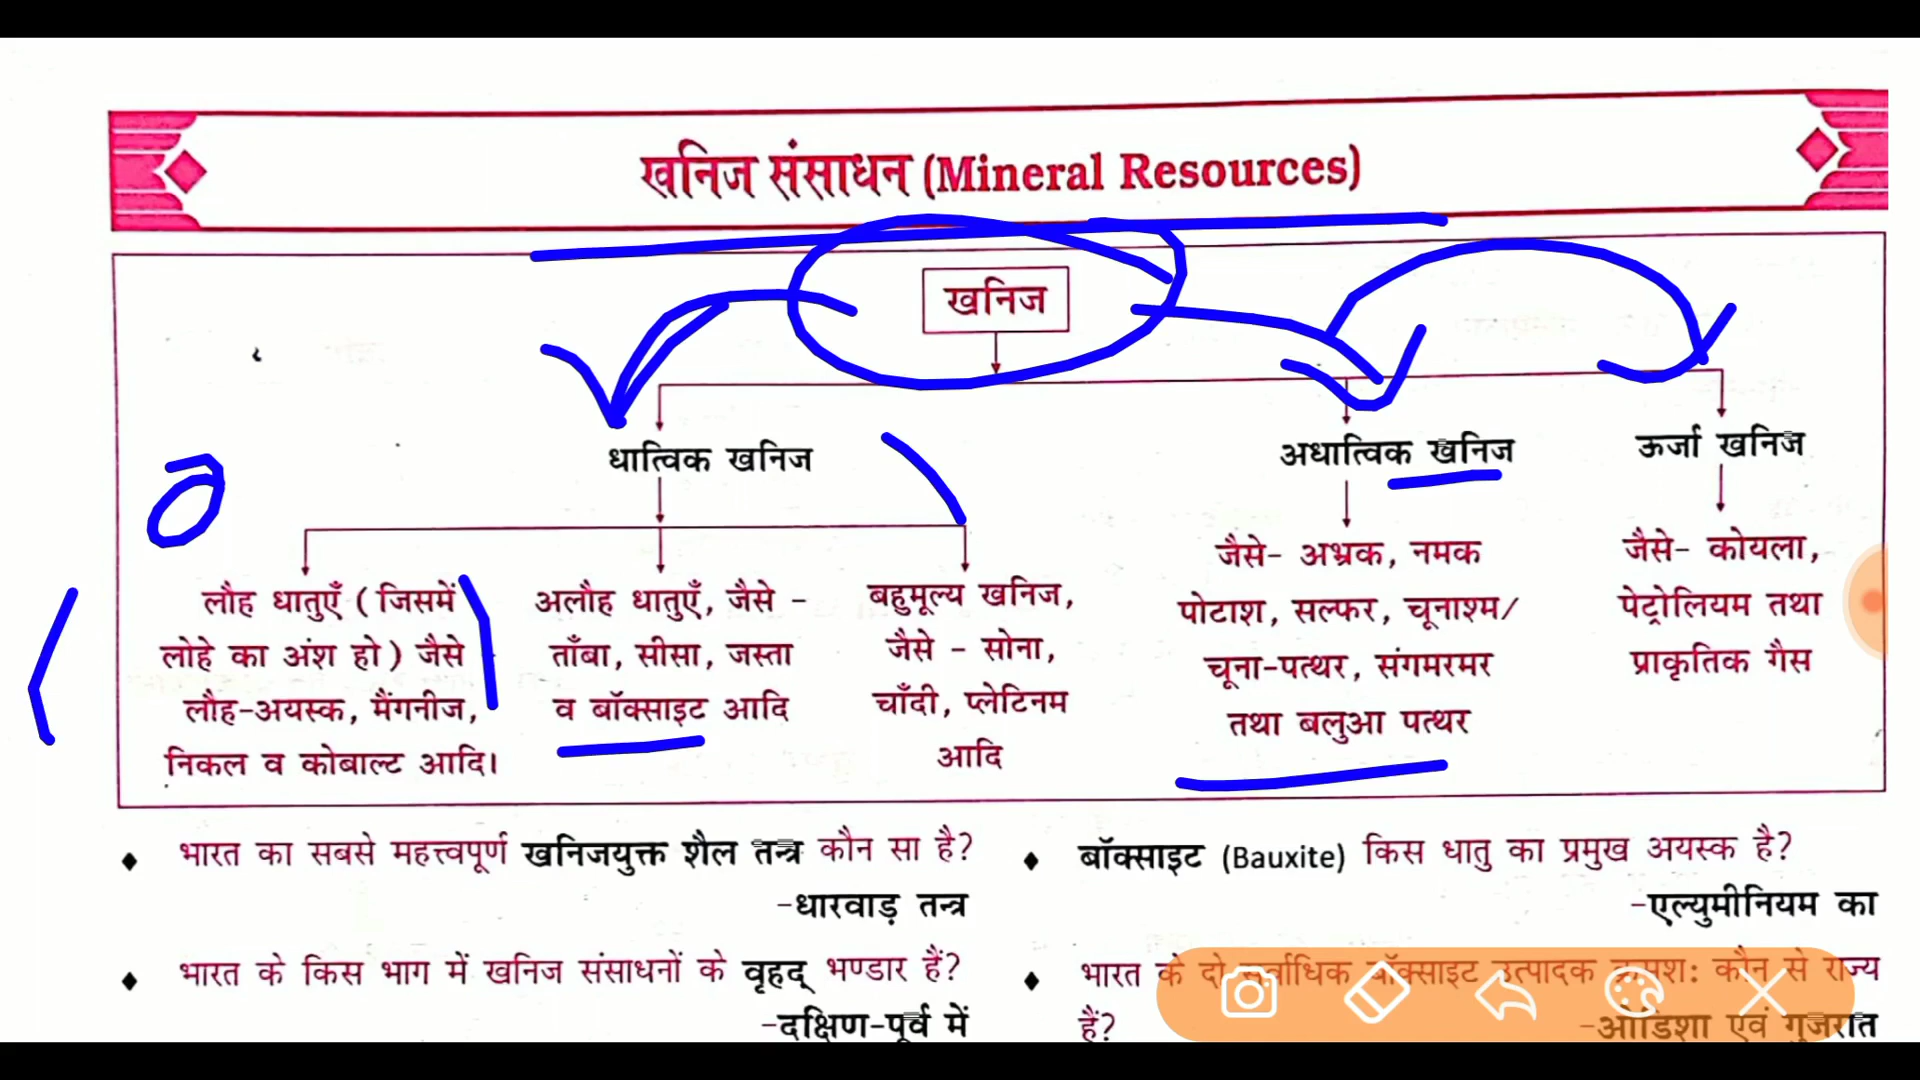 खनिज संसाधन (Mineral Resources)
खनिज
धात्विक खनिज
अधात्विक खनिज
ऊर्जा खनिज
लौह धातुएँ (जिसमें
लोहे का अंश हो) जैसे
लौह-अयस्क, मैंगनीज,
निकल व कोबाल्ट आदि।
अलौह धातुएँ, जैसे -
ताँबा, सीसा, जस्ता
व बॉक्साइट आदि
बहुमूल्य खनिज,
जैसे - सोना,
चाँदी, प्लेटिनम
आदि
जैसे- अभ्रक, नमक
पोटाश, सल्फर, चूनाश्म/
चूना-पत्थर, संगमरमर
तथा बलुआ पत्थर
जैसे- कोयला,
पेट्रोलियम तथा
प्राकृतिक गैस
♦ भारत का सबसे महत्त्वपूर्ण खनिजयुक्त शैल तन्त्र कौन सा है?
-धारवाड़ तन्त्र
♦ भारत के किस भाग में खनिज संसाधनों के वृहद् भण्डार हैं?
-दक्षिण-पूर्व में
♦ बॉक्साइट (Bauxite) किस धातु का प्रमुख अयस्क है?
-एल्युमीनियम का
♦ भारत के दो सर्वाधिक बॉक्साइट उत्पादक क्रमश: कौन से राज्य
हैं?
-ओडिशा एवं गुजरात